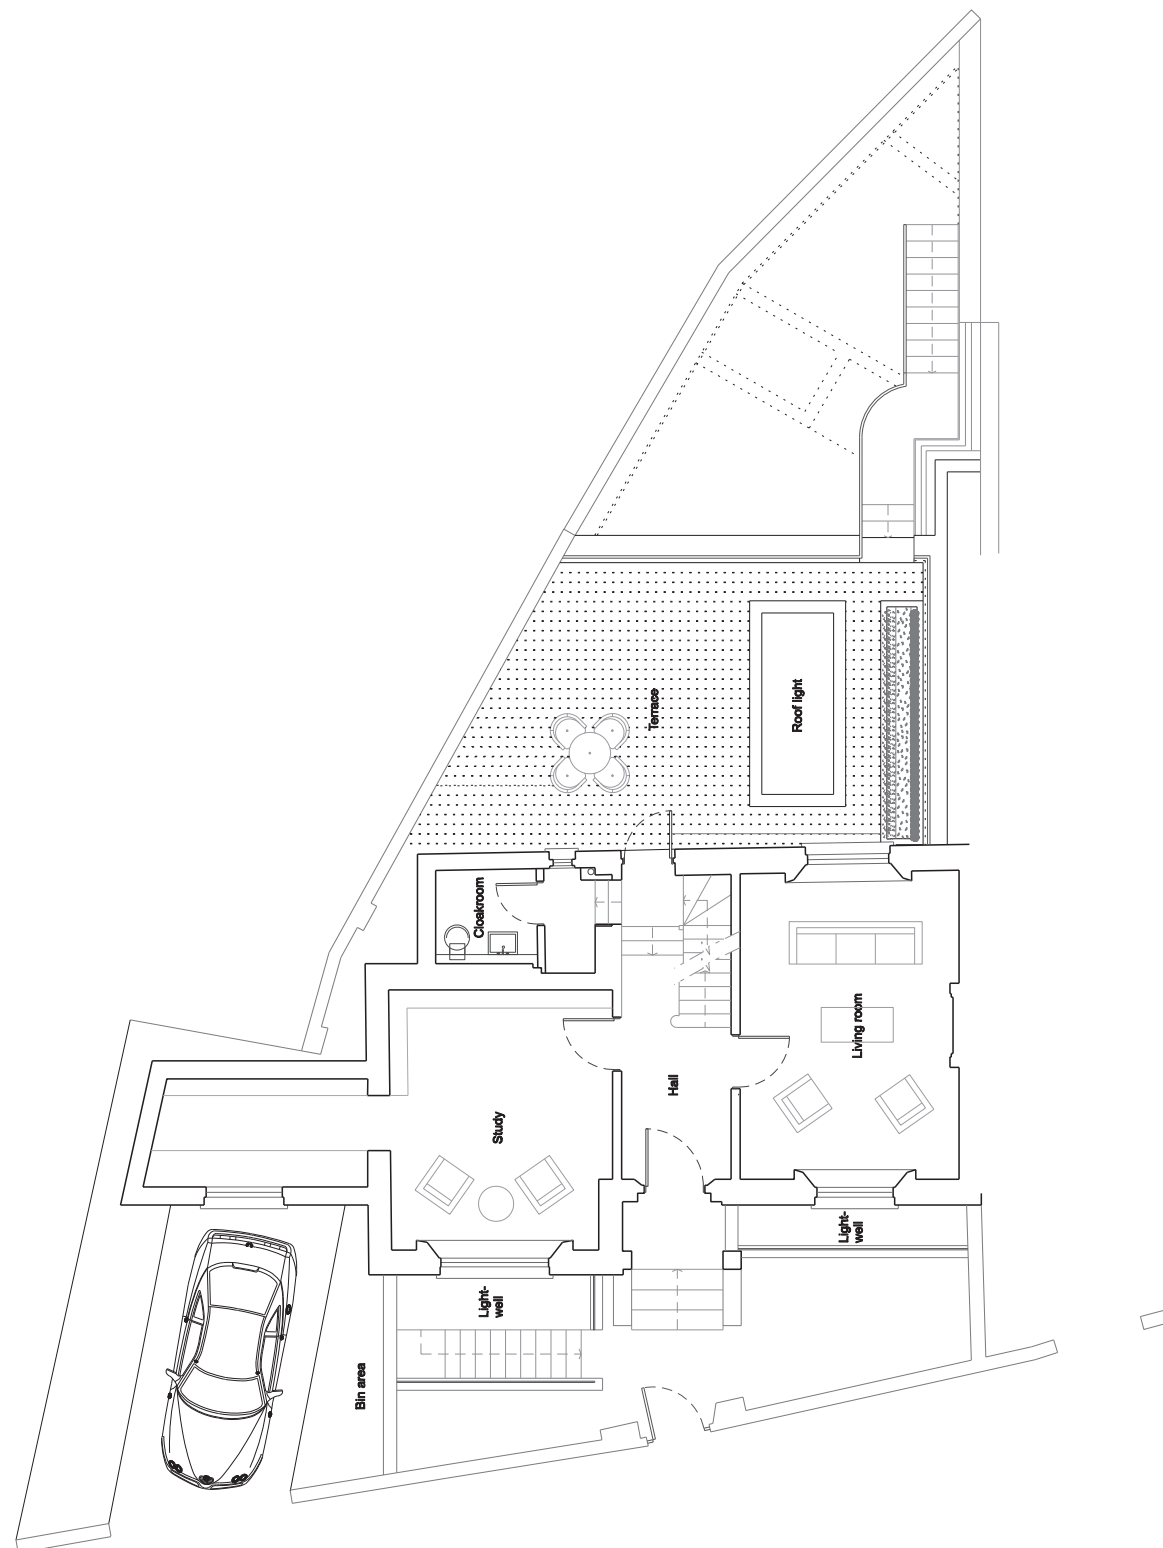 Terrace
Roof light
Cloakroom
Living room
Hall
Study
Light-
well
Light-
well
Bin area